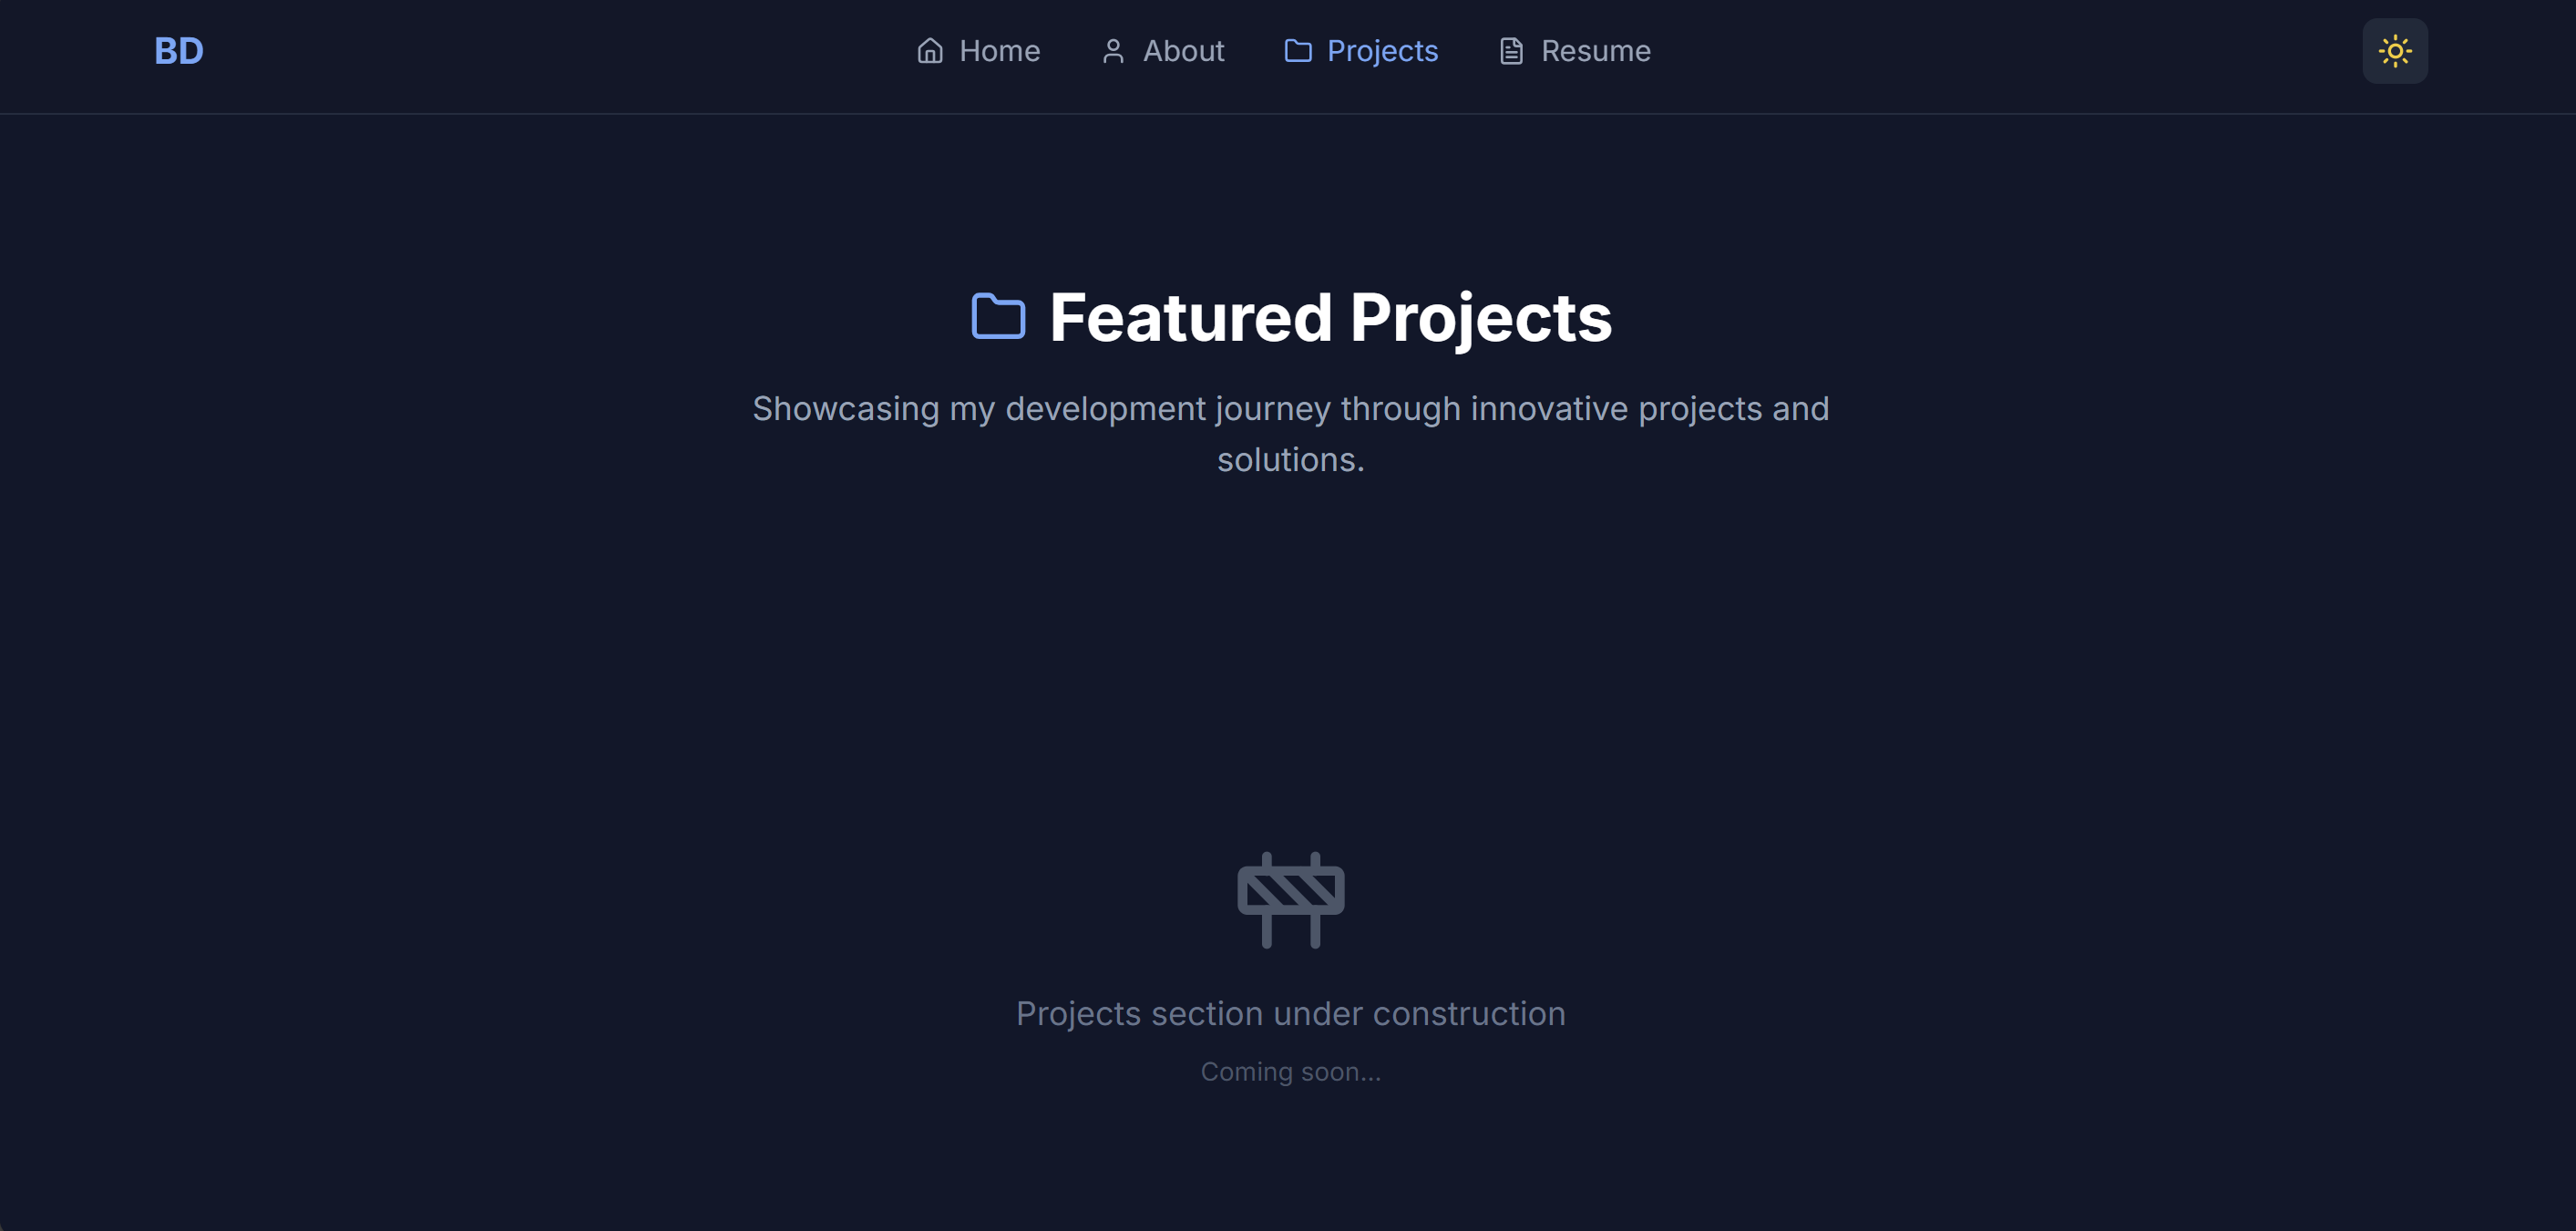 BD
Home
About
Projects
Resume
Featured Projects
Showcasing my development journey through innovative projects and
solutions.
Projects section under construction
Coming soon...